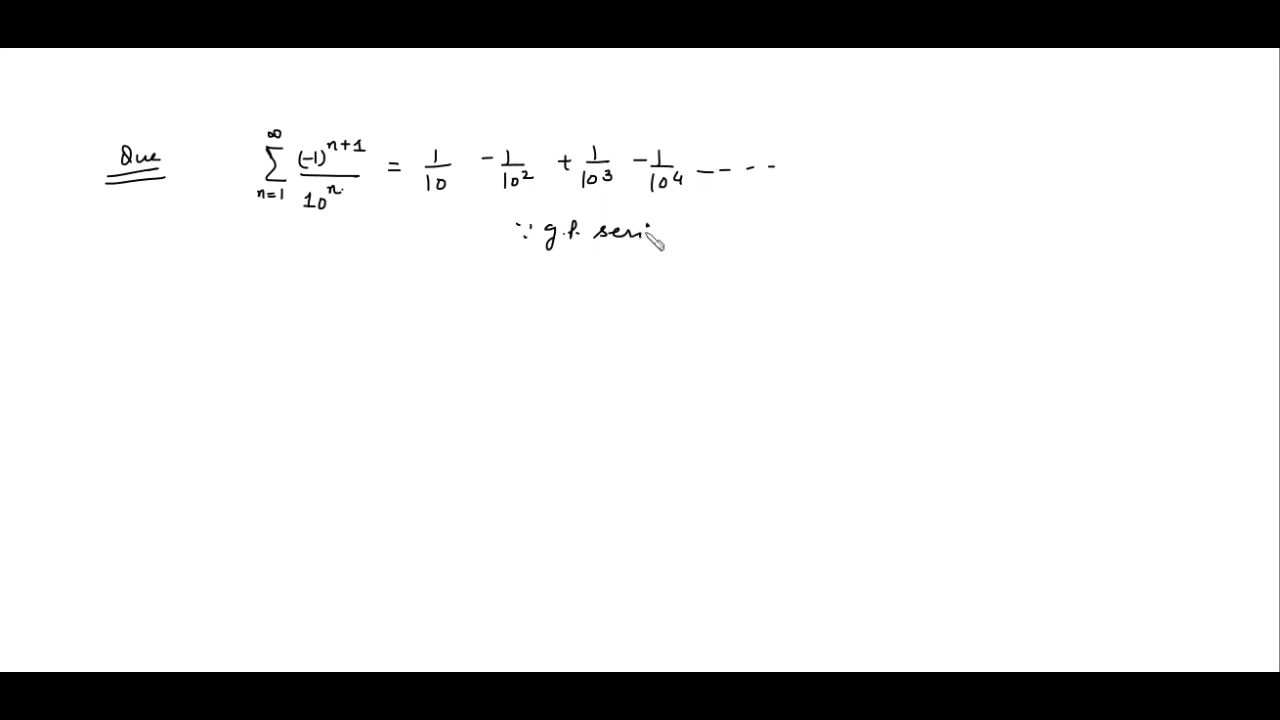 Que ∞∑n=1 (-1)^(n+1)/10^n = 1/10 - 1/10^2 + 1/10^3 - 1/10^4 -- - -
∵ g.p. seri